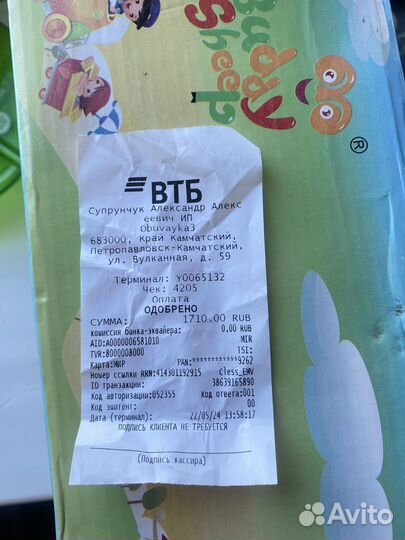 Buddy
Sheep
®
ВТБ
Супрунчук Александр Алекс
еевич ИП
Obuvayka3
683000, Край Камчатский,
Петропавловск-Камчатский,
ул. Вулканная, д. 59
Терминал: Y0065132
Чек: 4205
Оплата
ОДОБРЕНО
СУММА: 1710.00 RUB
комиссия банка-эквайера: 0.00 RUB
AID:A0000006581010 MIR
TVR:8000008000 TSI:
Карта:МИР PAN:************9262
Номер ссылки RRN:414301192915 Cless_EMV
ID транзакции: 38639165890
Код авторизации:052355 Код ответа:001
Код эмитент: 00
Дата (терминал): 22/05/24 13:58:17
ПОДПИСЬ КЛИЕНТА НЕ ТРЕБУЕТСЯ
(Подпись кассира)
Avito